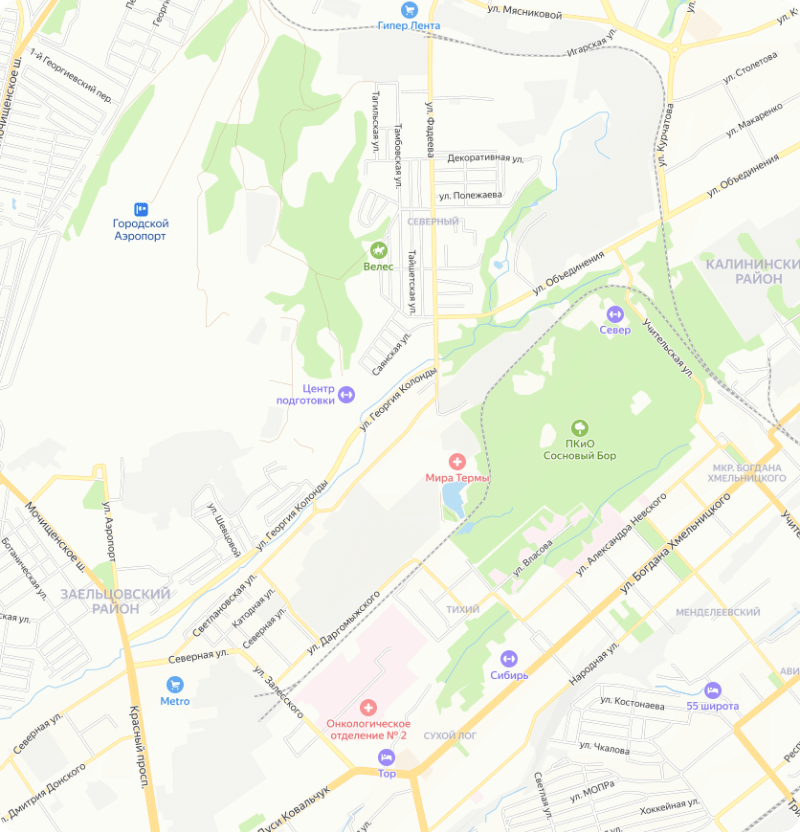 ул. Мясниковой
Гипер Лента
Игарская ул.
ул. К
1-й Георгиевский пер.
Мочищенское ш.
ул. Столетова
ул. Фадеева
Тагильская ул.
Тамбовская ул.
ул. Курчатова
ул. Макаренко
Декоративная ул.
ул. Объединения
ул. Полежаева
СЕВЕРНЫЙ
Городской
Аэропорт
Велес
Тайшетская ул.
ул. Объединения
КАЛИНИНСКИ
РАЙОН
Север
Учительская ул.
Саянская ул.
Центр
подготовки
ул. Георгия Колонды
ПКиО
Сосновый Бор
Мира Термы
МКР. БОГДАНА
ХМЕЛЬНИЦКОГО
ул. Георгия Колонды
ул. Шевцовой
ул. Аэропорт
Мочищенское ш.
ул. Александра Невского
ул. Богдана Хмельницкого
ул. Власова
Ботаническая ул.
ЗАЕЛЬЦОВСКИЙ
РАЙОН
Светлановская ул.
Катодная ул.
Северная ул.
ул. Даргомыжского
ТИХИЙ
МЕНДЕЛЕЕВСКИЙ
Северная ул.
Народная ул.
Сибирь
АВИ
Metro
ул. Залесского
55 широта
ул. Костонаева
Онкологическое
отделение № 2
СУХОЙ ЛОГ
Северная ул.
Красный просп.
ул. Чкалова
Тор
Светлая ул.
ул. МОПРа
Хоккейная ул.
Дмитрия Донского
Дуси Ковальчук